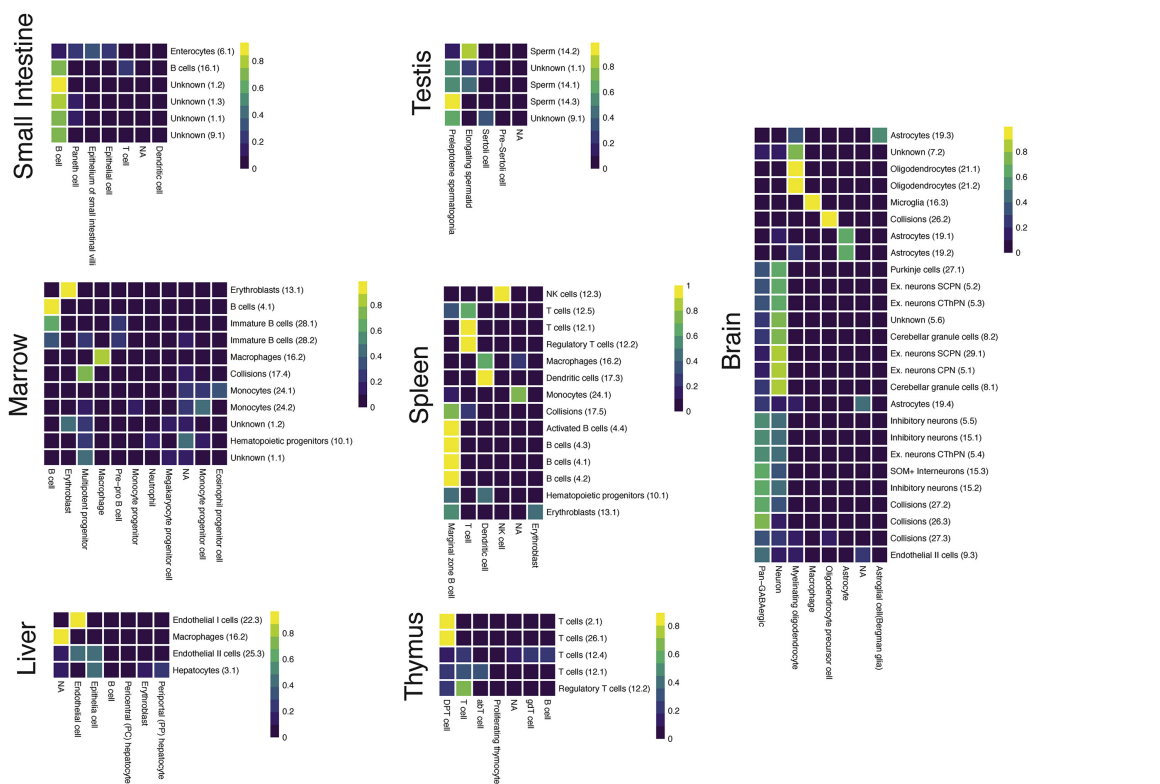 Small Intestine
Enterocytes (6.1)
B cells (16.1)
Unknown (1.2)
Unknown (1.3)
Unknown (1.1)
Unknown (9.1)
0.8
0.6
0.4
0.2
0
B cell
Paneth cell
Epithelium of small intestinal villi
Epithelial cell
T cell
NA
Dendritic cell
Testis
Sperm (14.2)
Unknown (1.1)
Sperm (14.1)
Sperm (14.3)
Unknown (9.1)
0.8
0.6
0.4
0.2
0
Preleptotene spermatogonia
Elongating spermatid
Sertoli cell
Pre−Sertoli cell
NA
Marrow
Erythroblasts (13.1)
B cells (4.1)
Immature B cells (28.1)
Immature B cells (28.2)
Macrophages (16.2)
Collisions (17.4)
Monocytes (24.1)
Monocytes (24.2)
Unknown (1.2)
Hematopoietic progenitors (10.1)
Unknown (1.1)
0.8
0.6
0.4
0.2
0
B cell
Erythroblast
Multipotent progenitor
Macrophage
Pre−pro B cell
Monocyte progenitor
Neutrophil
Megakaryocyte progenitor cell
NA
Monocyte progenitor cell
Eosinophil progenitor cell
Spleen
NK cells (12.3)
T cells (12.5)
T cells (12.1)
Regulatory T cells (12.2)
Macrophages (16.2)
Dendritic cells (17.3)
Monocytes (24.1)
Collisions (17.5)
Activated B cells (4.4)
B cells (4.3)
B cells (4.1)
B cells (4.2)
Hematopoietic progenitors (10.1)
Erythroblasts (13.1)
1
0.8
0.6
0.4
0.2
0
Marginal zone B cell
T cell
Dendritic cell
NK cell
NA
Erythroblast
Brain
Astrocytes (19.3)
Unknown (7.2)
Oligodendrocytes (21.1)
Oligodendrocytes (21.2)
Microglia (16.3)
Collisions (26.2)
Astrocytes (19.1)
Astrocytes (19.2)
Purkinje cells (27.1)
Ex. neurons SCPN (5.2)
Ex. neurons CThPN (5.3)
Unknown (5.6)
Cerebellar granule cells (8.2)
Ex. neurons SCPN (29.1)
Ex. neurons CPN (5.1)
Cerebellar granule cells (8.1)
Astrocytes (19.4)
Inhibitory neurons (5.5)
Inhibitory neurons (15.1)
Ex. neurons CThPN (5.4)
SOM+ Interneurons (15.3)
Inhibitory neurons (15.2)
Collisions (27.2)
Collisions (26.3)
Collisions (27.3)
Endothelial II cells (9.3)
0.8
0.6
0.4
0.2
0
Pan−GABAergic
Neuron
Myelinating oligodendrocyte
Macrophage
Oligodendrocyte precursor cell
Astrocyte
NA
Astroglial cell(Bergman glia)
Liver
Endothelial I cells (22.3)
Macrophages (16.2)
Endothelial II cells (25.3)
Hepatocytes (3.1)
0.8
0.6
0.4
0.2
0
NA
Endothelial cell
Epithelia cell
B cell
Pericentral (PC) hepatocyte
Erythroblast
Periportal (PP) hepatocyte
Thymus
T cells (2.1)
T cells (26.1)
T cells (12.4)
T cells (12.1)
Regulatory T cells (12.2)
0.8
0.6
0.4
0.2
0
DPT cell
T cell
abT cell
Proliferating thymocyte
NA
gdT cell
B cell